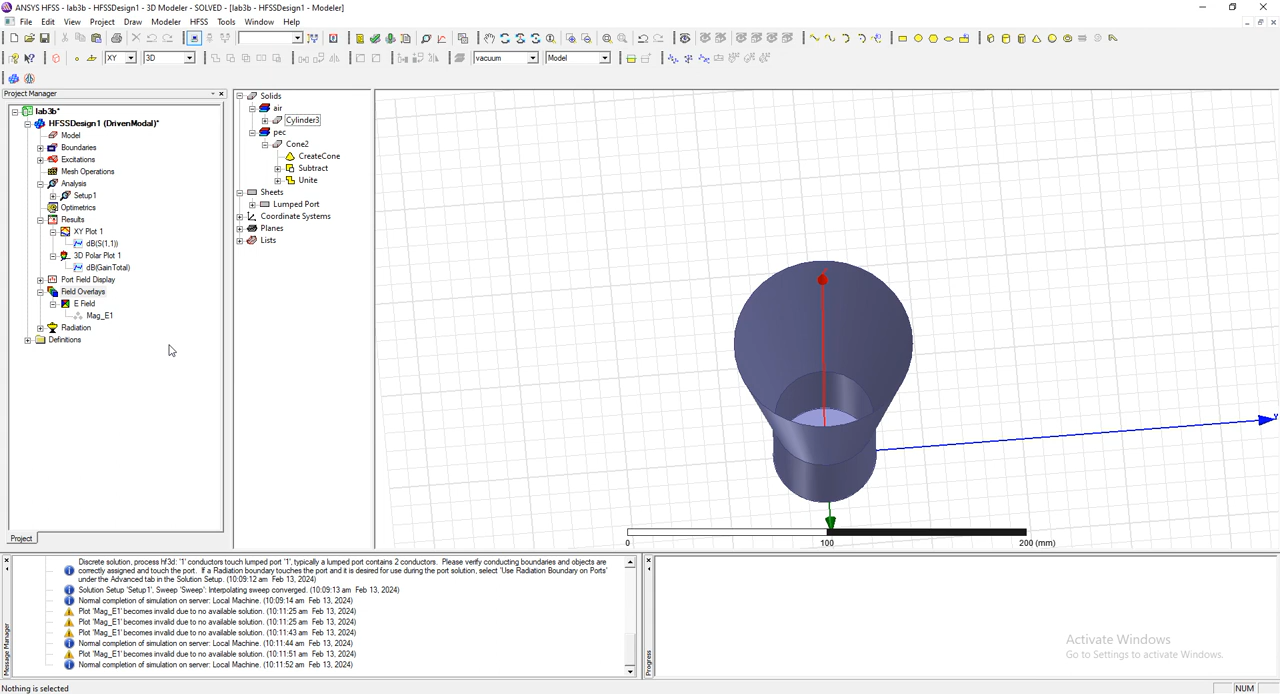 ANSYS HFSS - lab3b - HFSSDesign1 - 3D Modeler - SOLVED - [lab3b - HFSSDesign1 - Modeler]
File Edit View Project Draw Modeler HFSS Tools Window Help
XY 3D vacuum Model
Project Manager
lab3b*
HFSSDesign1 (DrivenModal)*
Model
Boundaries
Excitations
Mesh Operations
Analysis
Setup1
Optimetrics
Results
XY Plot 1
dB(S(1,1))
3D Polar Plot 1
dB(GainTotal)
Port Field Display
Field Overlays
E Field
Mag_E1
Radiation
Definitions
Project
Solids
air
Cylinder3
pec
Cone2
CreateCone
Subtract
Unite
Sheets
Lumped Port
Coordinate Systems
Planes
Lists
0 100 200 (mm)
Discrete solution, process hf3d: '1' conductors touch lumped port '1', typically a lumped port contains 2 conductors. Please verify conducting boundaries and objects are
correctly assigned and touch the port. If a Radiation boundary touches the port and it is desired for use during the port solution, select 'Use Radiation Boundary on Ports'
under the Advanced tab in the Solution Setup. (10:09:12 am Feb 13, 2024)
Solution Setup 'Setup1', Sweep 'Sweep': Interpolating sweep converged. (10:09:13 am Feb 13, 2024)
Normal completion of simulation on server: Local Machine. (10:09:14 am Feb 13, 2024)
Plot 'Mag_E1' becomes invalid due to no available solution. (10:11:25 am Feb 13, 2024)
Plot 'Mag_E1' becomes invalid due to no available solution. (10:11:25 am Feb 13, 2024)
Plot 'Mag_E1' becomes invalid due to no available solution. (10:11:43 am Feb 13, 2024)
Normal completion of simulation on server: Local Machine. (10:11:44 am Feb 13, 2024)
Plot 'Mag_E1' becomes invalid due to no available solution. (10:11:51 am Feb 13, 2024)
Normal completion of simulation on server: Local Machine. (10:11:52 am Feb 13, 2024)
Message Manager
Progress
Activate Windows
Go to Settings to activate Windows.
Nothing is selected
NUM